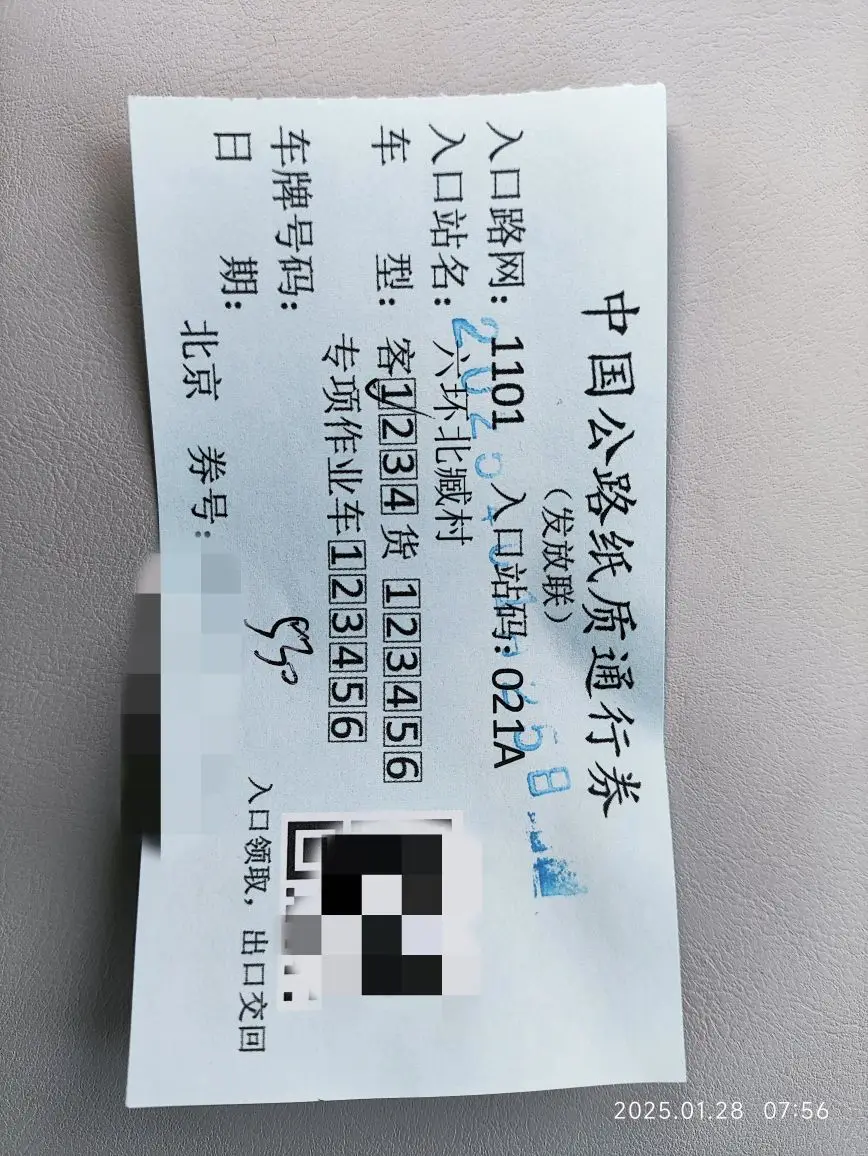 中国公路纸质通行券
（发放联）
入口路网：1101 入口站码：021A
入口站名：六环北臧村
车 型：客1234 货 123456
专项作业车123456
车牌号码：
日 期：
北京 券号：
入口领取，出口交回
2025.01.28 07:56